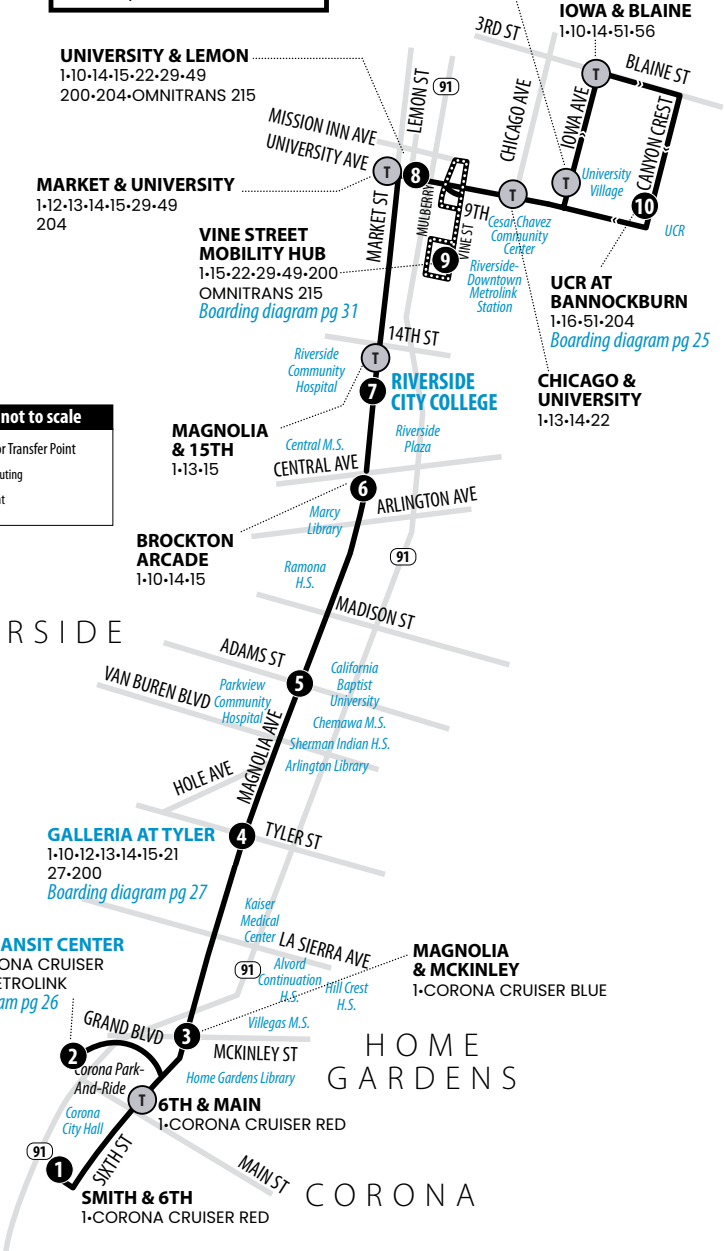 IOWA & BLAINE
1•10•14•51•56
3RD ST
BLAINE ST
UNIVERSITY & LEMON
1•10•14•15•22•29•49
200•204•OMNITRANS 215
LEMON ST
91
CHICAGO AVE
IOWA AVE
CANYON CREST
MISSION INN AVE
UNIVERSITY AVE
T
T
T
T
8
University
Village
MARKET & UNIVERSITY
1•12•13•14•15•29•49
204
MARKET ST
MULBERRY
9TH
VINE ST
Cesar Chavez
Community
Center
10
UCR
VINE STREET
MOBILITY HUB
1•15•22•29•49•200
OMNITRANS 215
Boarding diagram pg 31
9
Riverside-
Downtown
Metrolink
Station
UCR AT
BANNOCKBURN
1•16•51•204
Boarding diagram pg 25
14TH ST
Riverside
Community
Hospital
T
7
RIVERSIDE
CITY COLLEGE
CHICAGO &
UNIVERSITY
1•13•14•22
not to scale
or Transfer Point
MAGNOLIA
& 15TH
1•13•15
Central M.S.
Riverside
Plaza
CENTRAL AVE
6
ARLINGTON AVE
Marcy
Library
BROCKTON
ARCADE
1•10•14•15
91
Ramona
H.S.
MADISON ST
RSIDE
ADAMS ST
5
VAN BUREN BLVD
Parkview
Community
Hospital
California
Baptist
University
Chemawa M.S.
Sherman Indian H.S.
Arlington Library
MAGNOLIA AVE
HOLE AVE
GALLERIA AT TYLER
1•10•12•13•14•15•21
27•200
Boarding diagram pg 27
4
TYLER ST
Kaiser
Medical
Center
LA SIERRA AVE
91
Alvord
Continuation
H.S.
Hill Crest
H.S.
Villegas M.S.
MAGNOLIA
& MCKINLEY
1•CORONA CRUISER BLUE
ANSIT CENTER
ONA CRUISER
ETROLINK
am pg 26
GRAND BLVD
3
MCKINLEY ST
HOME
GARDENS
2
Corona Park-
And-Ride
Home Gardens Library
T
6TH & MAIN
1•CORONA CRUISER RED
Corona
City Hall
91
1
SIXTH ST
MAIN ST
CORONA
SMITH & 6TH
1•CORONA CRUISER RED